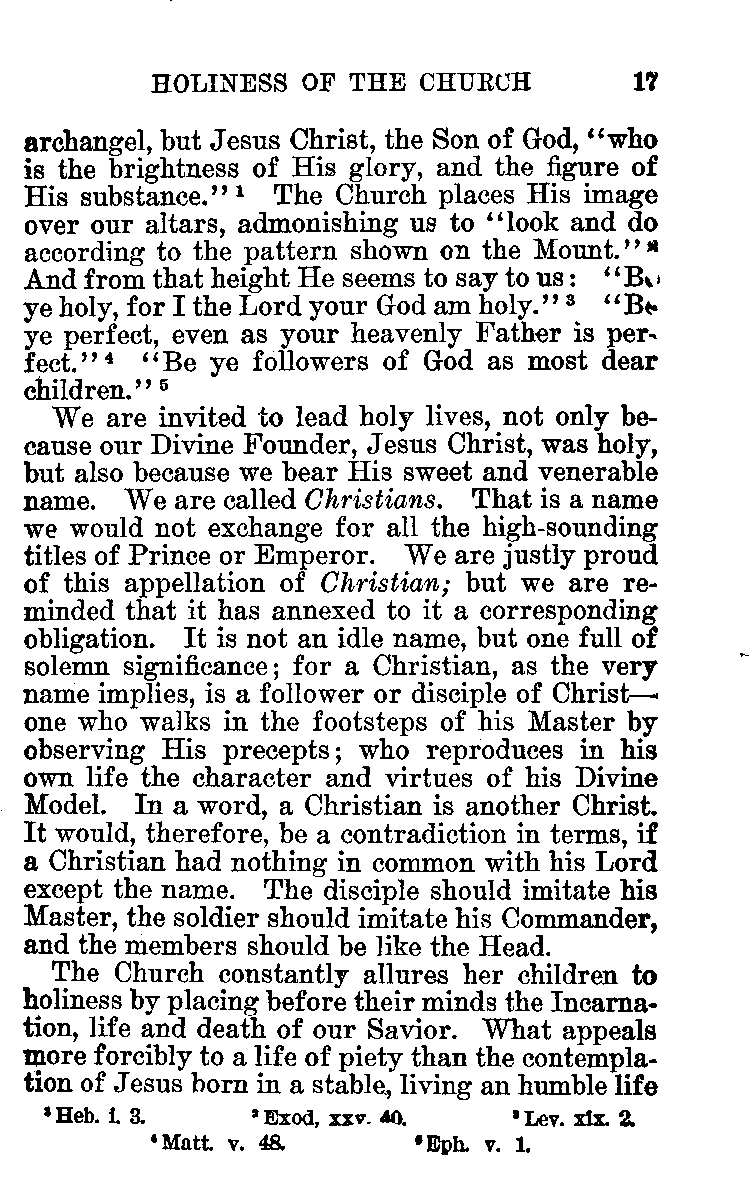 HOLINESS OF THE CHURCH 17
archangel, but Jesus Christ, the Son of God, "who
is the brightness of His glory, and the figure of
His substance." ¹ The Church places His image
over our altars, admonishing us to "look and do
according to the pattern shown on the Mount." ²
And from that height He seems to say to us: "Be
ye holy, for I the Lord your God am holy." ³ "Be
ye perfect, even as your heavenly Father is per-
fect." ⁴ "Be ye followers of God as most dear
children." ⁵
We are invited to lead holy lives, not only be-
cause our Divine Founder, Jesus Christ, was holy,
but also because we bear His sweet and venerable
name. We are called Christians. That is a name
we would not exchange for all the high-sounding
titles of Prince or Emperor. We are justly proud
of this appellation of Christian; but we are re-
minded that it has annexed to it a corresponding
obligation. It is not an idle name, but one full of
solemn significance; for a Christian, as the very
name implies, is a follower or disciple of Christ—
one who walks in the footsteps of his Master by
observing His precepts; who reproduces in his
own life the character and virtues of his Divine
Model. In a word, a Christian is another Christ.
It would, therefore, be a contradiction in terms, if
a Christian had nothing in common with his Lord
except the name. The disciple should imitate his
Master, the soldier should imitate his Commander,
and the members should be like the Head.
The Church constantly allures her children to
holiness by placing before their minds the Incarna-
tion, life and death of our Savior. What appeals
more forcibly to a life of piety than the contempla-
tion of Jesus born in a stable, living an humble life
¹ Heb. i. 3. ² Exod, xxv. 40. ³ Lev. xix. 2.
⁴ Matt. v. 48. ⁵ Eph. v. 1.